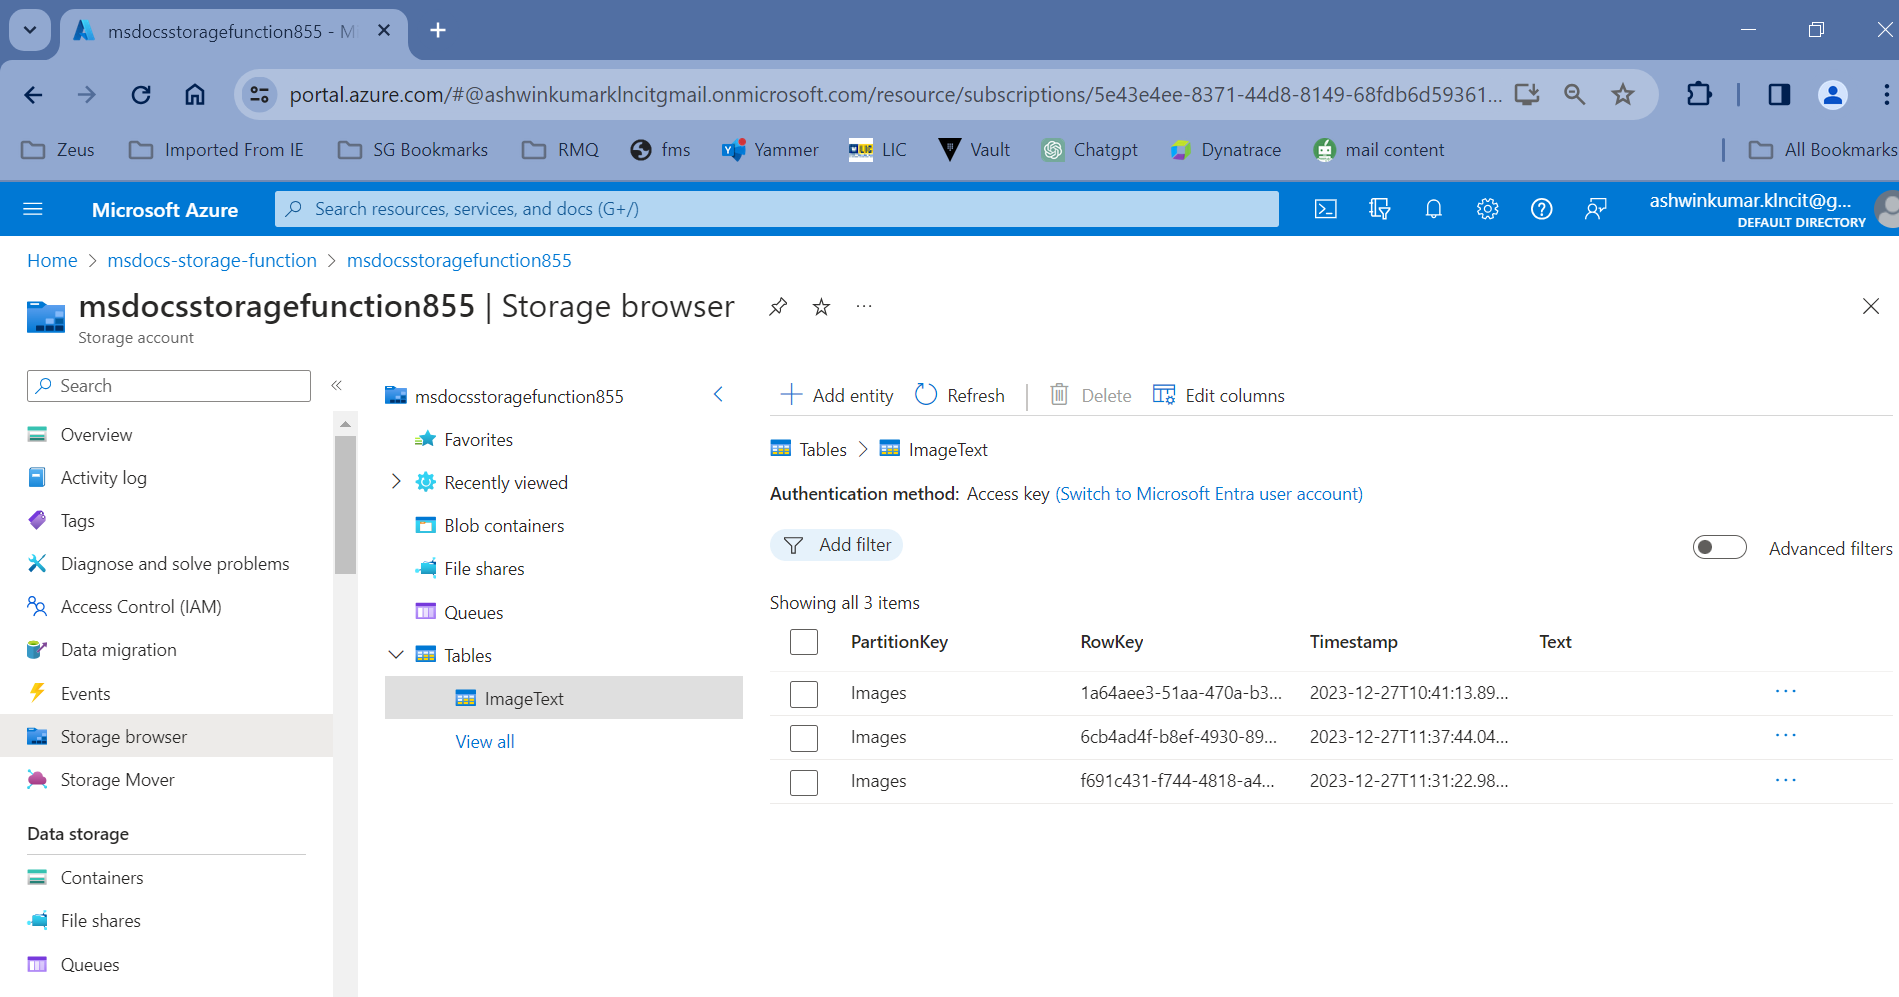 msdocsstoragefunction855 - Mi
portal.azure.com/#@ashwinkumarklncitgmail.onmicrosoft.com/resource/subscriptions/5e43e4ee-8371-44d8-8149-68fdb6d59361...
Zeus Imported From IE SG Bookmarks RMQ fms Yammer LIC Vault Chatgpt Dynatrace mail content All Bookmarks
Microsoft Azure Search resources, services, and docs (G+/) ashwinkumar.klncit@g...
DEFAULT DIRECTORY
Home > msdocs-storage-function > msdocsstoragefunction855
msdocsstoragefunction855 | Storage browser ...
Storage account
Search «
Overview
Activity log
Tags
Diagnose and solve problems
Access Control (IAM)
Data migration
Events
Storage browser
Storage Mover
Data storage
Containers
File shares
Queues
msdocsstoragefunction855
Favorites
Recently viewed
Blob containers
File shares
Queues
Tables
ImageText
View all
Add entity Refresh Delete Edit columns
Tables > ImageText
Authentication method: Access key (Switch to Microsoft Entra user account)
Add filter Advanced filters
Showing all 3 items
PartitionKey RowKey Timestamp Text
Images 1a64aee3-51aa-470a-b3... 2023-12-27T10:41:13.89... ...
Images 6cb4ad4f-b8ef-4930-89... 2023-12-27T11:37:44.04... ...
Images f691c431-f744-4818-a4... 2023-12-27T11:31:22.98... ...